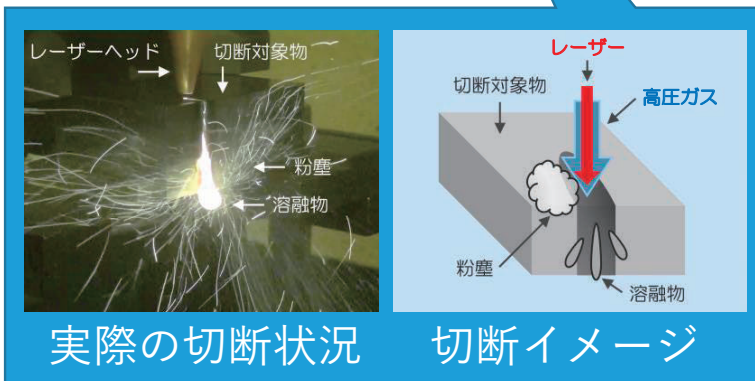 レーザーヘッド
切断対象物
粉塵
溶融物
実際の切断状況
レーザー
切断対象物
高圧ガス
粉塵
溶融物
切断イメージ